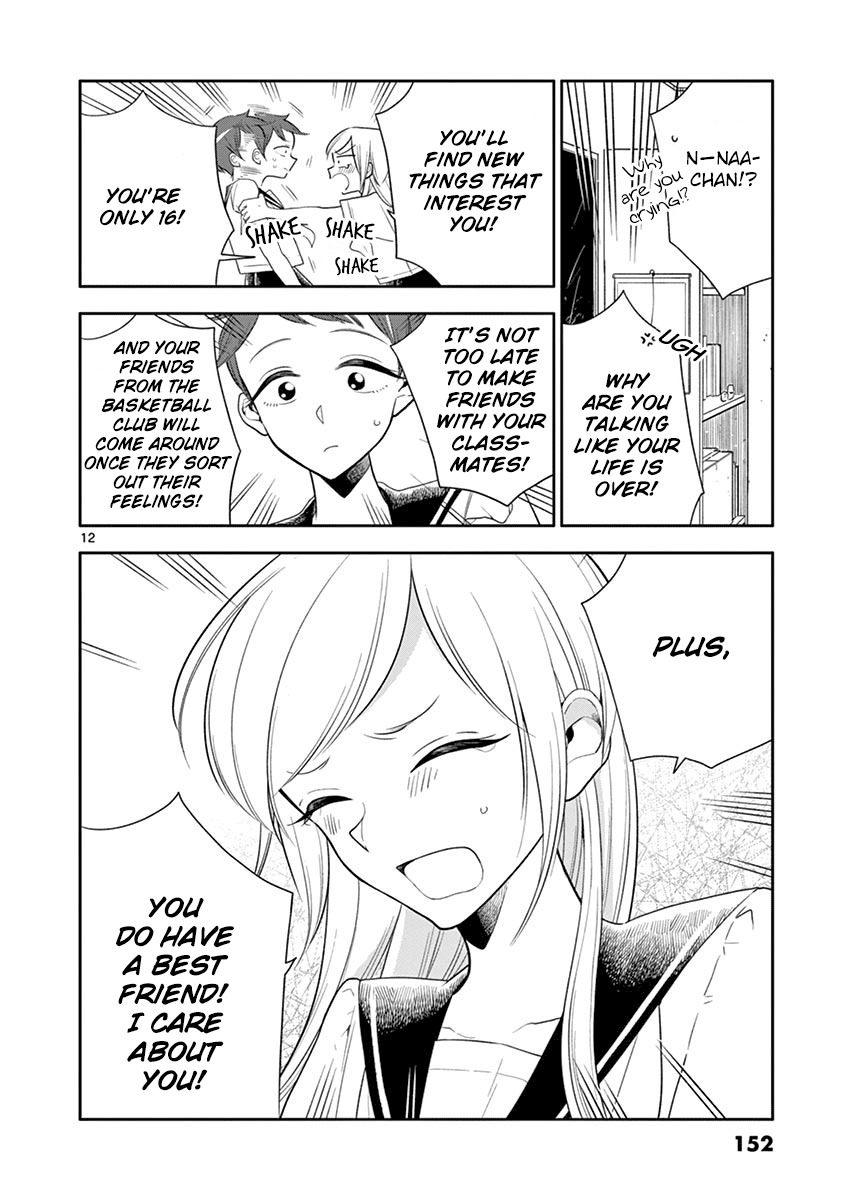 N-NAA-
CHAN!?
Why
are you
crying!?
UGH
WHY
ARE YOU
TALKING
LIKE YOUR
LIFE IS
OVER!
YOU'LL
FIND NEW
THINGS THAT
INTEREST
YOU!
SHAKE
SHAKE
SHAKE
YOU'RE
ONLY 16!
IT'S NOT
TOO LATE
TO MAKE
FRIENDS
WITH YOUR
CLASS-
MATES!
AND YOUR
FRIENDS
FROM THE
BASKETBALL
CLUB WILL
COME AROUND
ONCE THEY SORT
OUT THEIR
FEELINGS!
12
PLUS,
YOU
DO HAVE
A BEST
FRIEND!
I CARE
ABOUT
YOU!
152